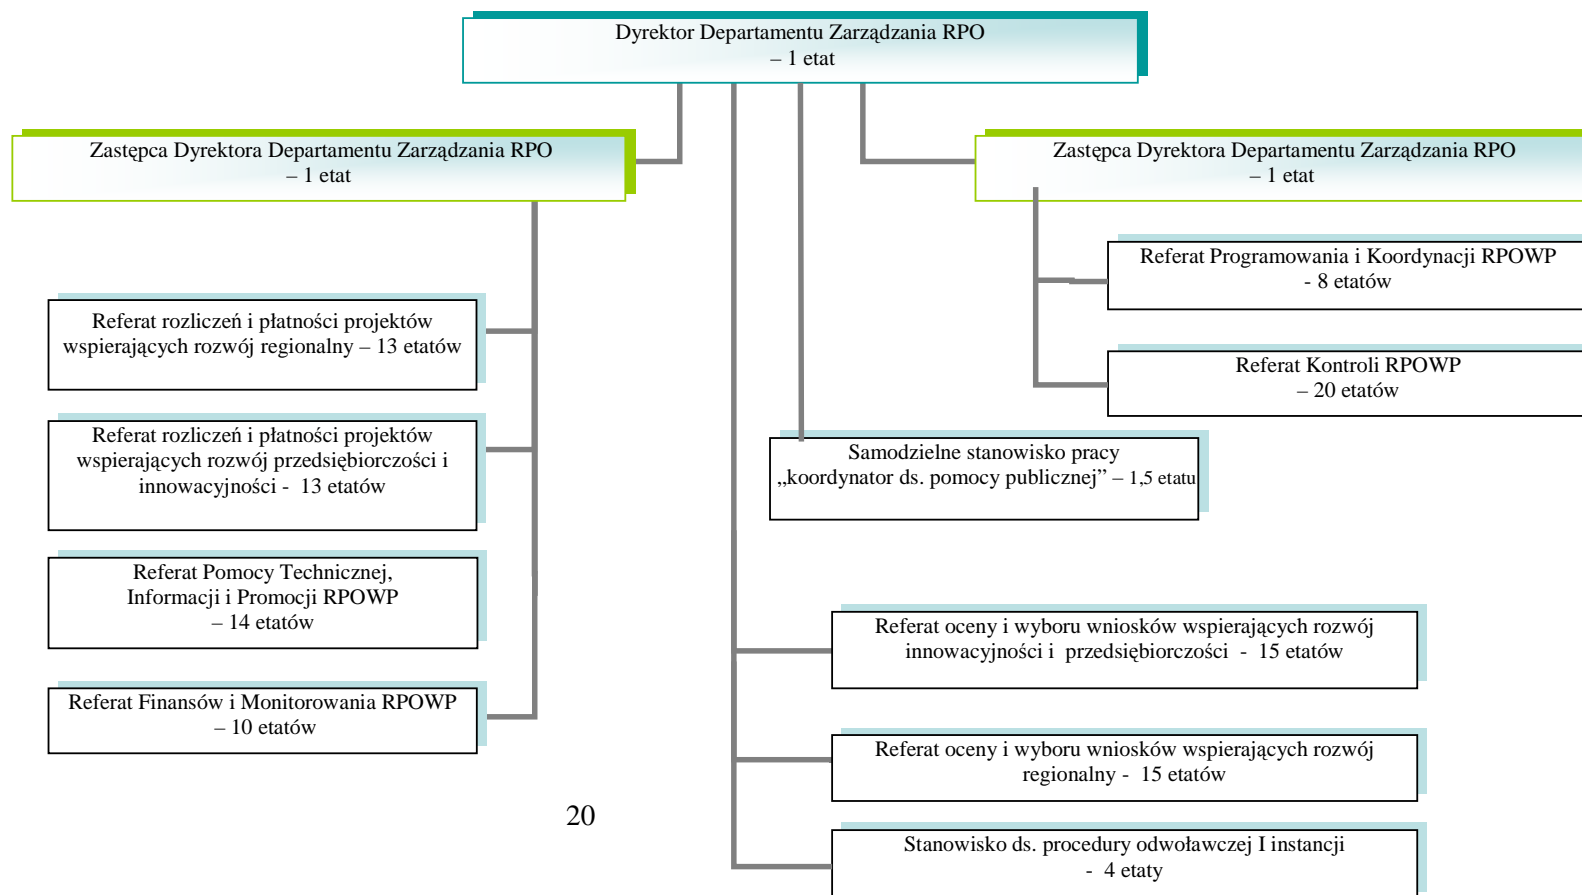 Dyrektor Departamentu Zarządzania RPO
– 1 etat
Zastępca Dyrektora Departamentu Zarządzania RPO
– 1 etat
Zastępca Dyrektora Departamentu Zarządzania RPO
– 1 etat
Referat Programowania i Koordynacji RPOWP
- 8 etatów
Referat Kontroli RPOWP
– 20 etatów
Referat rozliczeń i płatności projektów
wspierających rozwój regionalny – 13 etatów
Referat rozliczeń i płatności projektów
wspierających rozwój przedsiębiorczości i
innowacyjności - 13 etatów
Referat Pomocy Technicznej,
Informacji i Promocji RPOWP
– 14 etatów
Referat Finansów i Monitorowania RPOWP
– 10 etatów
Samodzielne stanowisko pracy
„koordynator ds. pomocy publicznej” – 1,5 etatu
Referat oceny i wyboru wniosków wspierających rozwój
innowacyjności i przedsiębiorczości - 15 etatów
Referat oceny i wyboru wniosków wspierających rozwój
regionalny - 15 etatów
Stanowisko ds. procedury odwoławczej I instancji
- 4 etaty
20